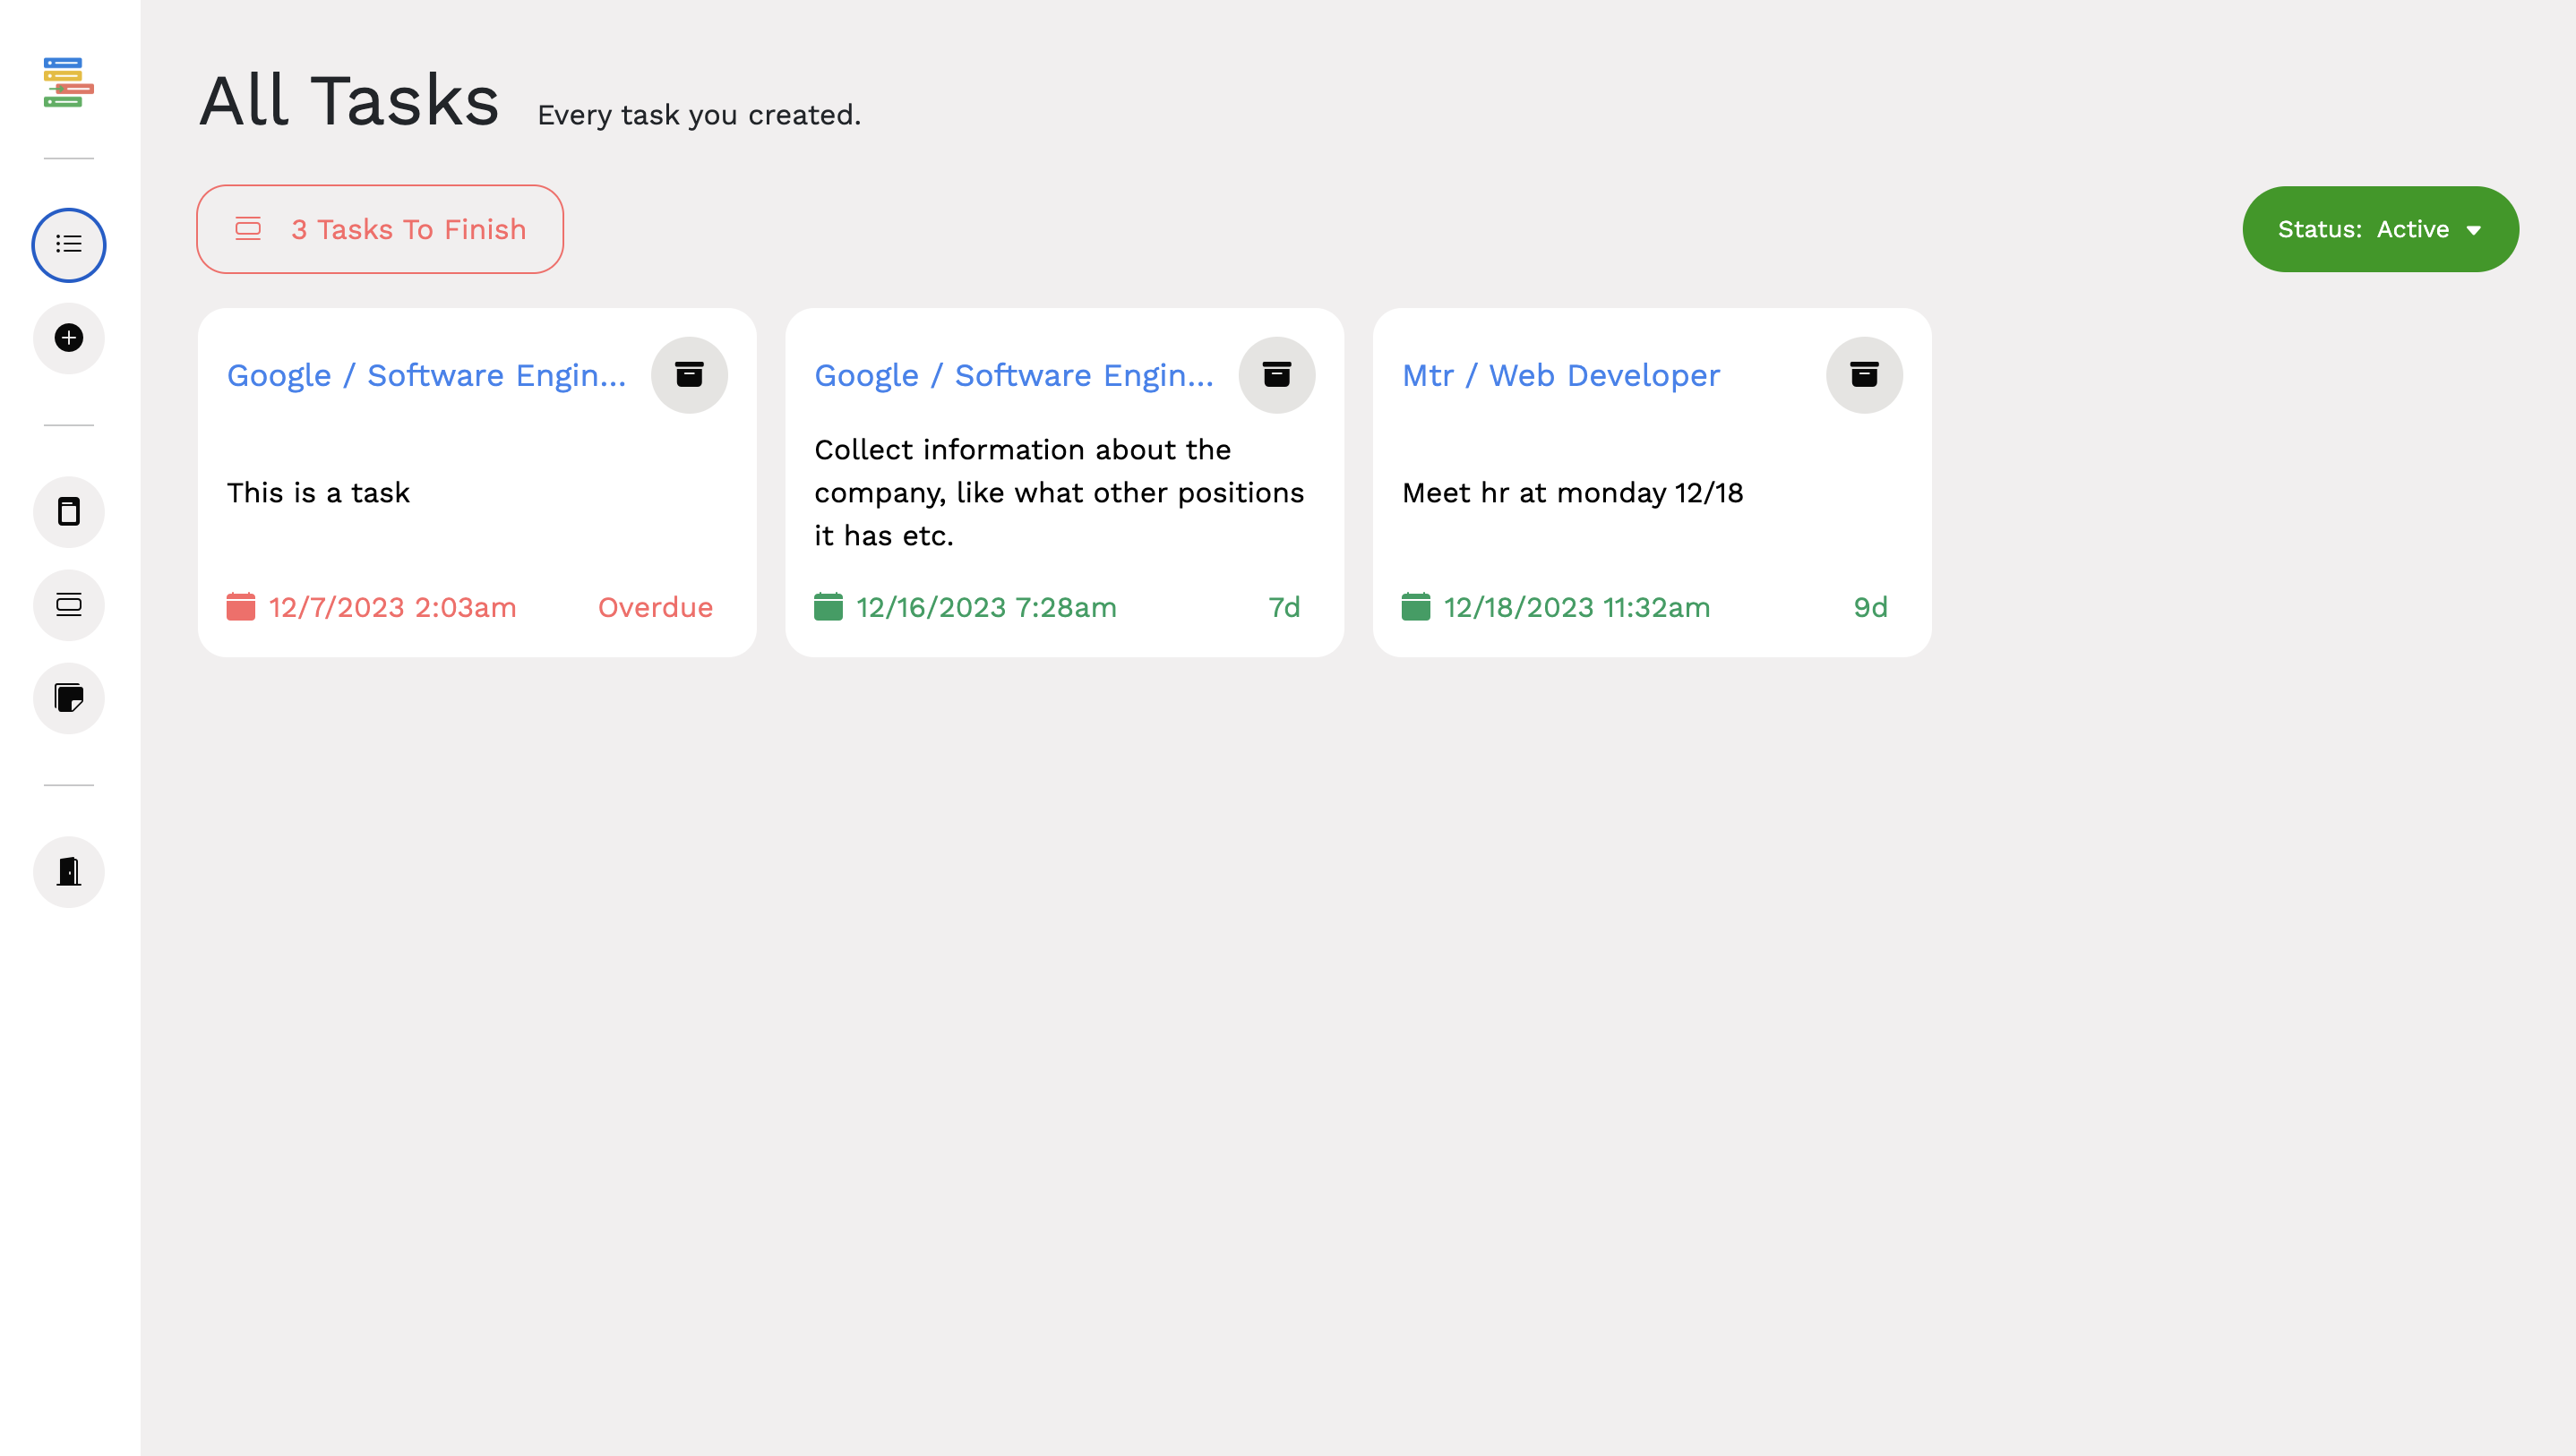 All Tasks Every task you created.
3 Tasks To Finish
Status: Active
Google / Software Engin...
This is a task
12/7/2023 2:03am Overdue
Google / Software Engin...
Collect information about the
company, like what other positions
it has etc.
12/16/2023 7:28am 7d
Mtr / Web Developer
Meet hr at monday 12/18
12/18/2023 11:32am 9d